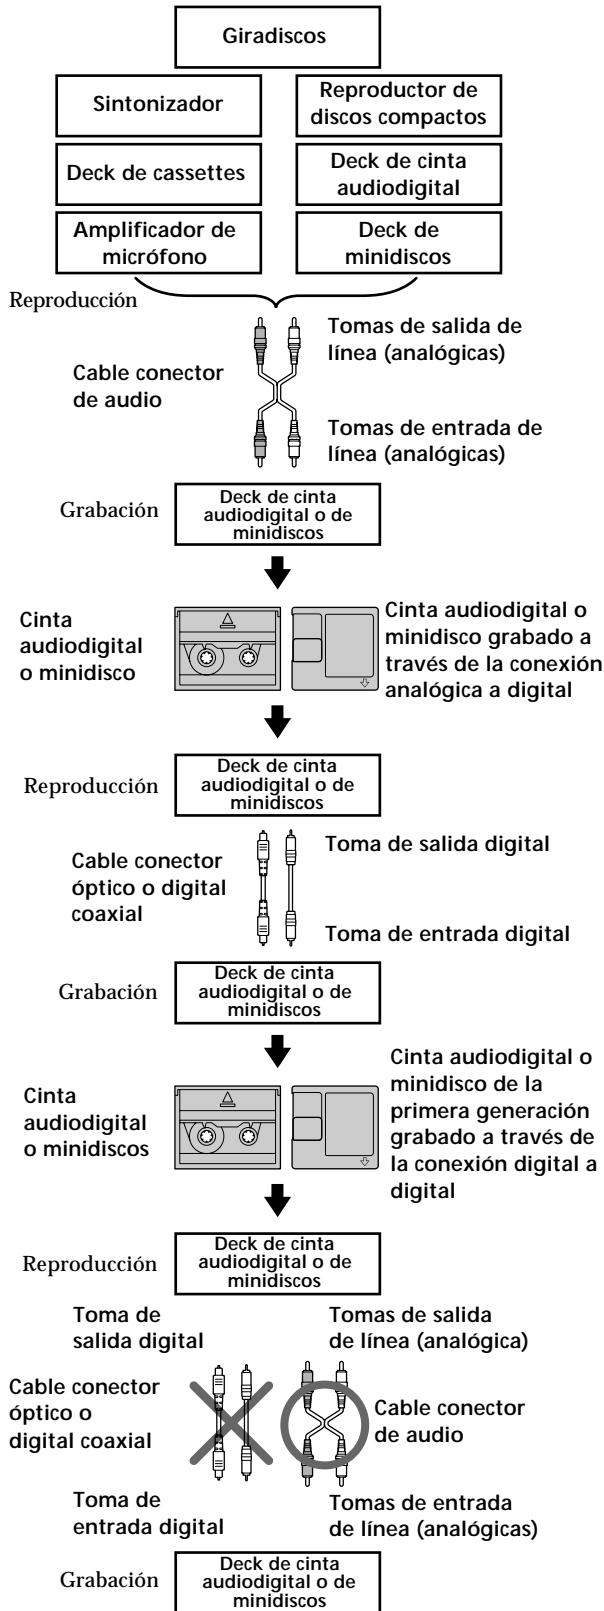 Giradiscos
Sintonizador
Reproductor de
discos compactos
Deck de cassettes
Deck de cinta
audiodigital
Amplificador de
micrófono
Deck de
minidiscos
Reproducción
Tomas de salida de
línea (analógicas)
Cable conector
de audio
Tomas de entrada de
línea (analógicas)
Grabación
Deck de cinta
audiodigital o de
minidiscos
Cinta
audiodigital
o minidisco
Cinta audiodigital o
minidisco grabado a
través de la conexión
analógica a digital
Reproducción
Deck de cinta
audiodigital o de
minidiscos
Cable conector
óptico o digital
coaxial
Toma de salida digital
Toma de entrada digital
Grabación
Deck de cinta
audiodigital o de
minidiscos
Cinta
audiodigital
o minidiscos
Cinta audiodigital o
minidisco de la
primera generación
grabado a través de
la conexión digital a
digital
Reproducción
Deck de cinta
audiodigital o de
minidiscos
Toma de
salida digital
Tomas de salida
de línea (analógica)
Cable conector
óptico o
digital coaxial
Cable conector
de audio
Toma de
entrada digital
Tomas de entrada
de línea (analógicas)
Grabación
Deck de cinta
audiodigital o de
minidiscos